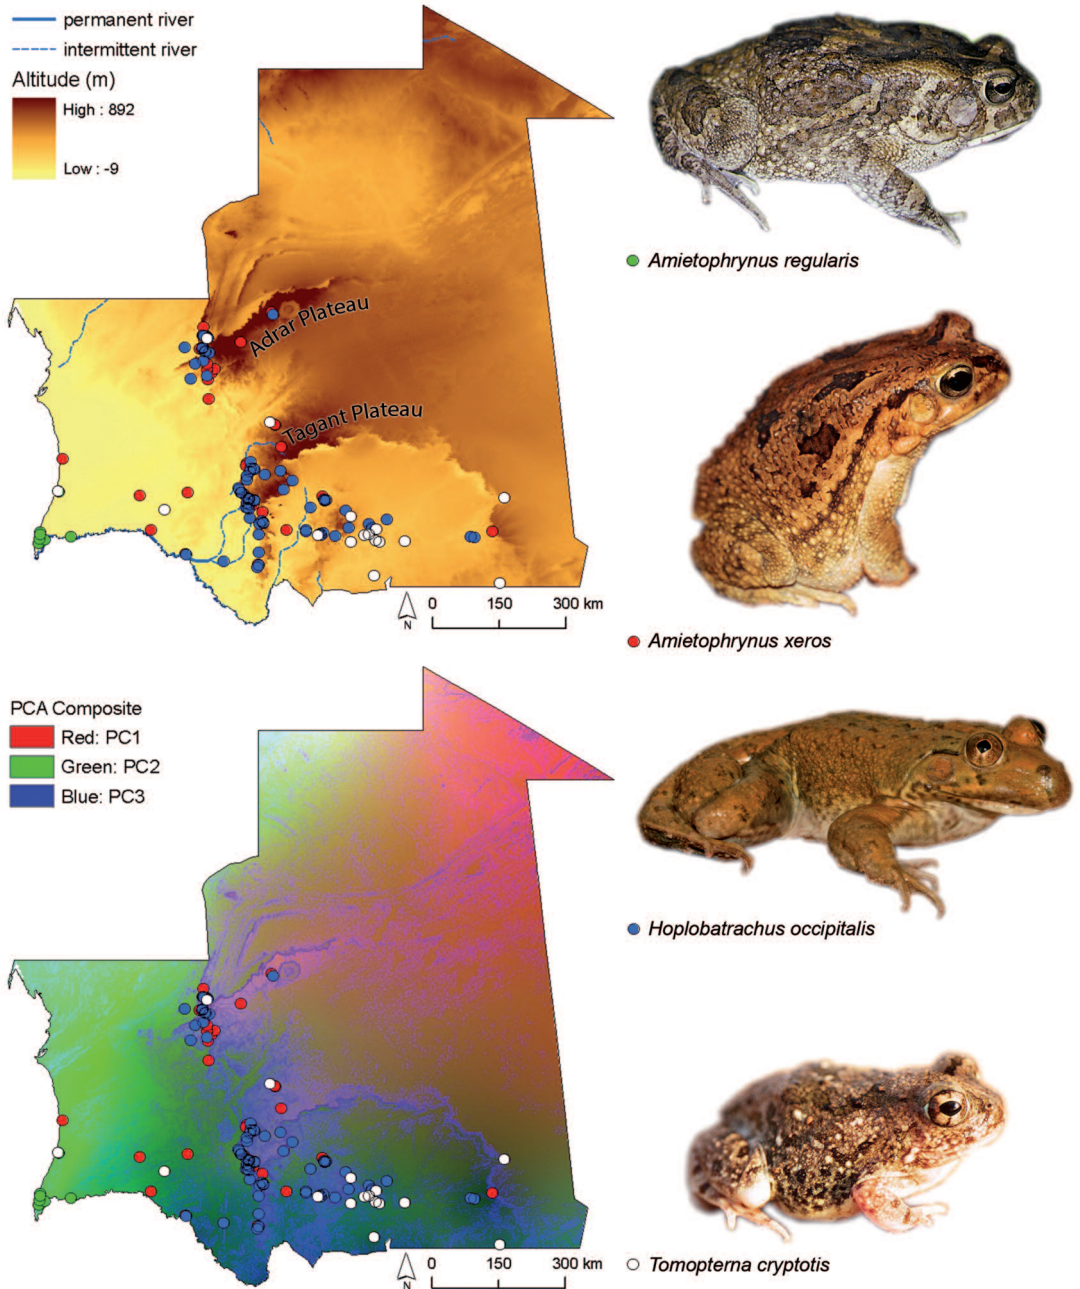 permanent river
intermittent river
Altitude (m)
High : 892
Low : -9
Adrar Plateau
Tagant Plateau
N
0 150 300 km
Amietophrynus regularis
Amietophrynus xeros
PCA Composite
Red: PC1
Green: PC2
Blue: PC3
N
0 150 300 km
Hoplobatrachus occipitalis
Tomopterna cryptotis